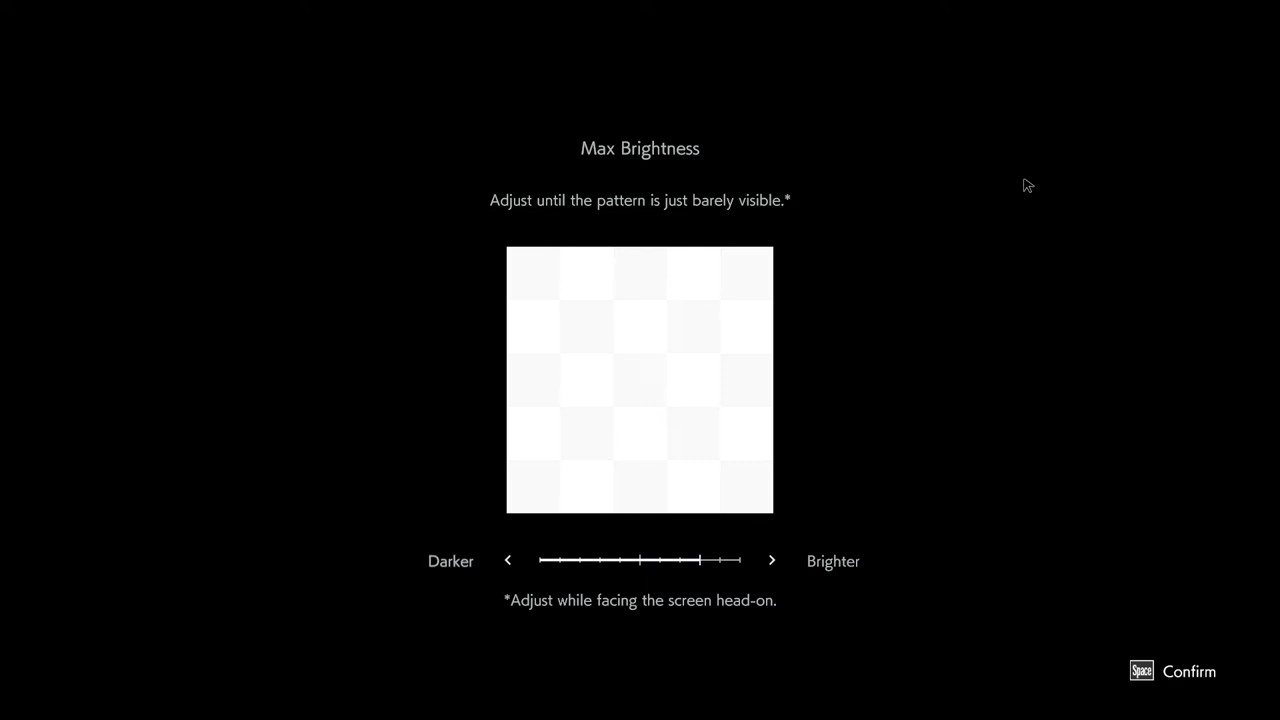 Max Brightness
Adjust until the pattern is just barely visible.*
Darker
Brighter
*Adjust while facing the screen head-on.
Space Confirm